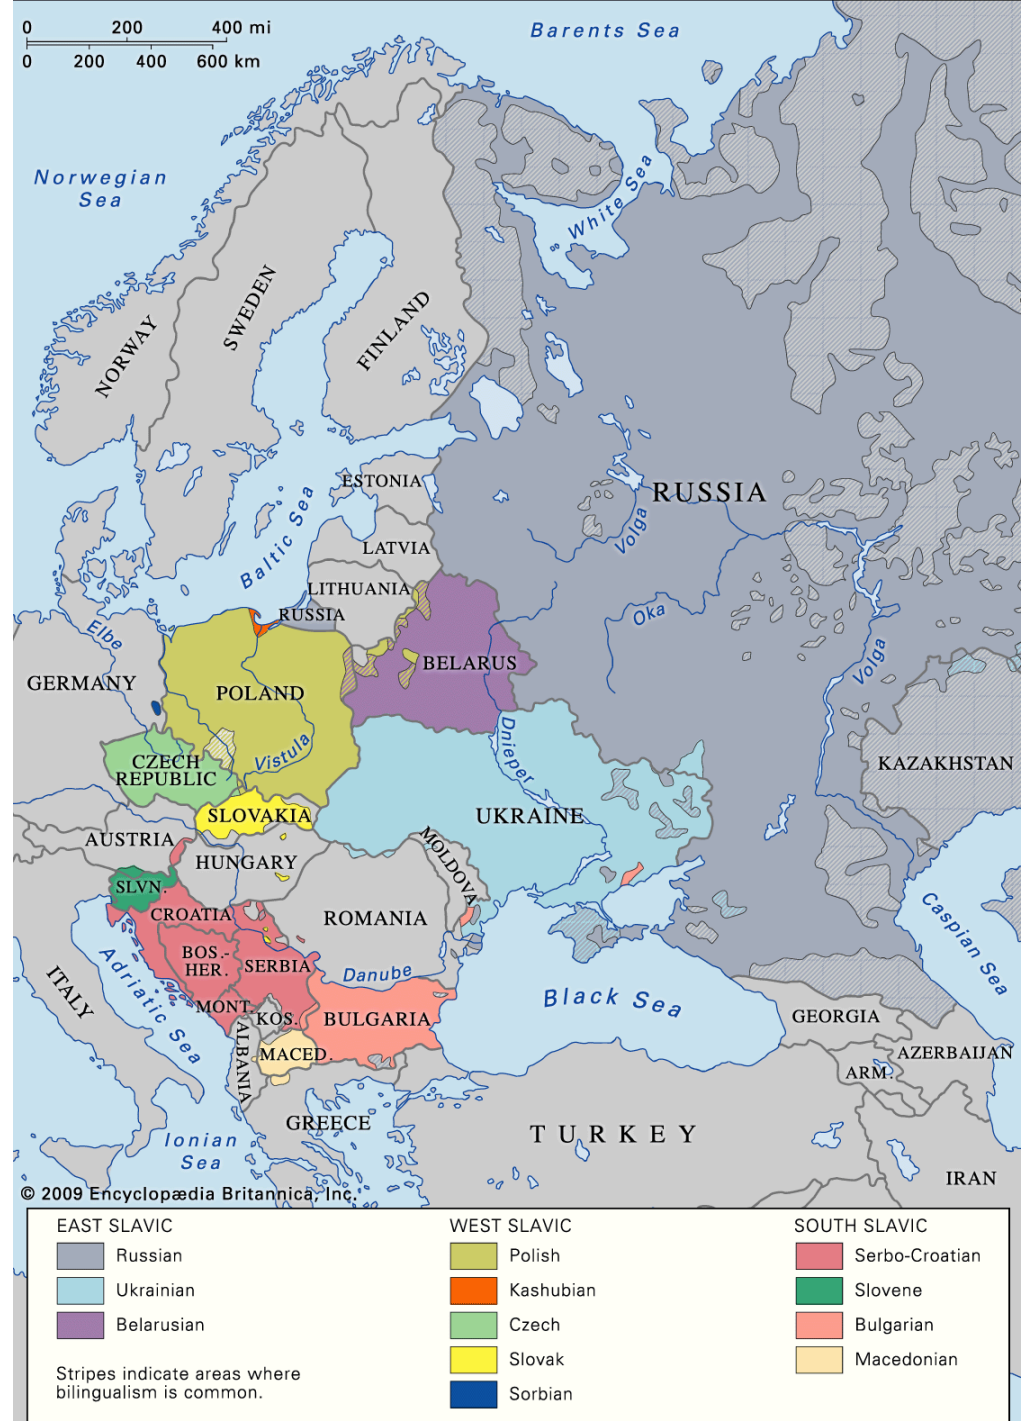 0 200 400 mi
0 200 400 600 km
Barents Sea
Norwegian
Sea
White Sea
NORWAY
SWEDEN
FINLAND
RUSSIA
ESTONIA
Volga
Baltic Sea
LATVIA
LITHUANIA
RUSSIA
Oka
Elbe
BELARUS
Volga
GERMANY
POLAND
Vistula
Dnieper
CZECH
REPUBLIC
KAZAKHSTAN
SLOVAKIA
UKRAINE
AUSTRIA
HUNGARY
MOLDOVA
SLVN.
CROATIA
ROMANIA
Caspian Sea
BOS.-
HER.
SERBIA
Danube
ITALY
Adriatic Sea
MONT.
KOS.
BULGARIA
Black Sea
GEORGIA
ALBANIA
MACED.
AZERBAIJAN
ARM.
GREECE
TURKEY
Ionian
Sea
IRAN
© 2009 Encyclopædia Britannica, Inc.
EAST SLAVIC
Russian
Ukrainian
Belarusian
Stripes indicate areas where
bilingualism is common.
WEST SLAVIC
Polish
Kashubian
Czech
Slovak
Sorbian
SOUTH SLAVIC
Serbo-Croatian
Slovene
Bulgarian
Macedonian